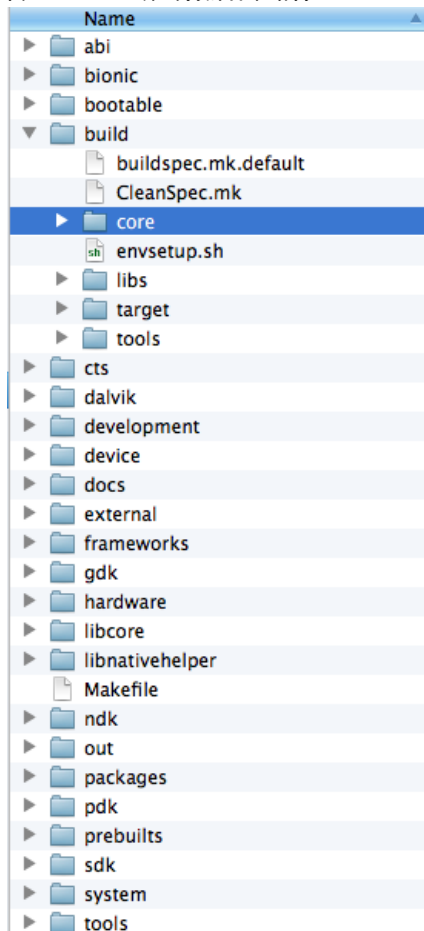 Name
abi
bionic
bootable
build
buildspec.mk.default
CleanSpec.mk
core
sh envsetup.sh
libs
target
tools
cts
dalvik
development
device
docs
external
frameworks
gdk
hardware
libcore
libnativehelper
Makefile
ndk
out
packages
pdk
prebuilts
sdk
system
tools